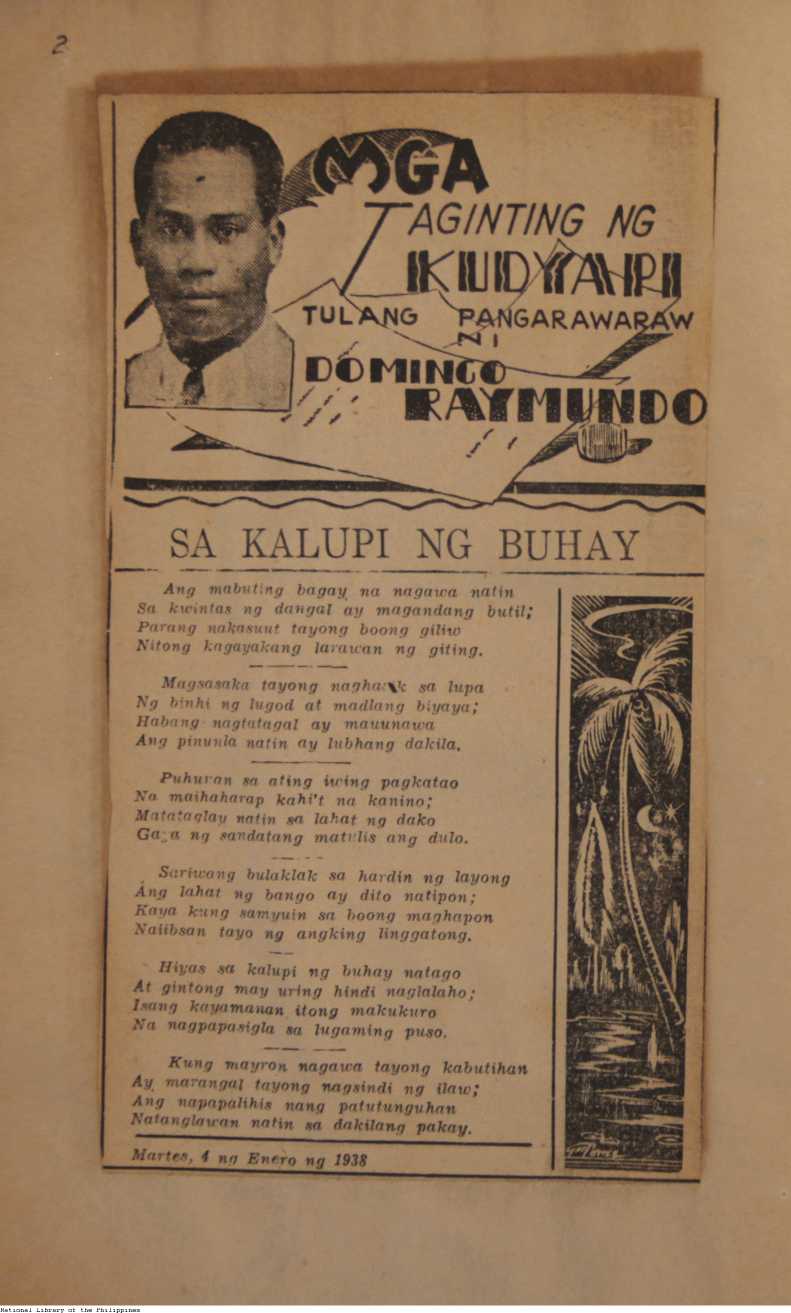 2
MGA
TAGINTING NG
KUDYAPI
TULANG PANGARAWARAW
NI
DOMINGO
RAYMUNDO
SA KALUPI NG BUHAY
Ang mabuting bagay na nagawa natin
Sa kwintas ng dangal ay magandang butil;
Parang nakasuut tayong boong giliw
Nitong kagayakang larawan ng giting.
Magsasaka tayong naghasik sa lupa
Ng binhi ng lugod at madlang biyaya;
Habang nagtatagal ay mauunawa
Ang pinunla natin ay lubhang dakila.
Puhunan sa ating iwing pagkatao
Na maihaharap kahi't na kanino;
Matataglay natin sa lahat ng dako
Gaya ng sandatang matulis ang dulo.
Sariwang bulaklak sa hardin ng layong
Ang lahat ng bango ay dito natipon;
Kaya kung samyuin sa boong maghapon
Naiibsan tayo ng angking linggatong.
Hiyas sa kalupi ng buhay natago
At gintong may uring hindi naglalaho;
Isang kayamanan itong makukuro
Na nagpapasigla sa lugaming puso.
Kung mayron nagawa tayong kabutihan
Ay marangal tayong nagsindi ng ilaw;
Ang napapalihis nang patutunguhan
Natanglawan natin sa dakilang pakay.
Martes, 4 ng Enero ng 1938
National Library of the Philippines